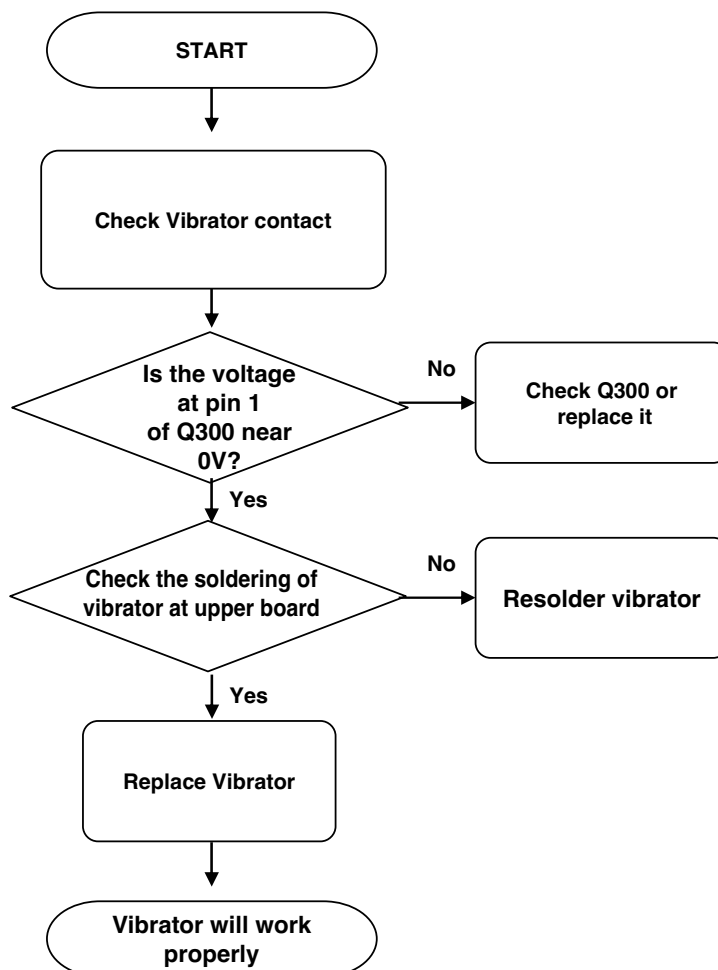 START
Check Vibrator contact
Is the voltage
at pin 1
of Q300 near
0V?
No
Check Q300 or
replace it
Yes
Check the soldering of
vibrator at upper board
No
Resolder vibrator
Yes
Replace Vibrator
Vibrator will work
properly